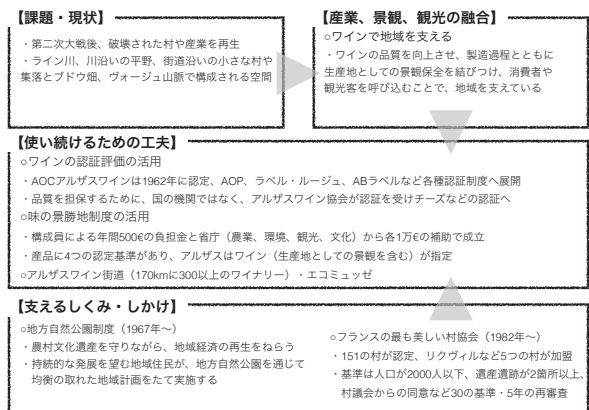 【課題・現状】
・第二次大戦後、破壊された村や産業を再生
・ライン川、川沿いの平野、街道沿いの小さな村や
集落とブドウ畑、ヴォージュ山脈で構成される空間
【産業、景観、観光の融合】
○ワインで地域を支える
・ワインの品質を向上させ、製造過程とともに
生産地としての景観保全を結びつけ、消費者や
観光客を呼び込むことで、地域を支えている
【使い続けるための工夫】
○ワインの認証評価の活用
・AOCアルザスワインは1962年に認定、AOP、ラベル・ルージュ、ABラベルなど各種認証制度へ展開
・品質を担保するために、国の機関ではなく、アルザスワイン協会が認証を受けチーズなどの認証へ
○味の景勝地制度の活用
・構成員による年間500€の負担金と省庁（農業、環境、観光、文化）から各1万€の補助で成立
・産品に4つの認定基準があり、アルザスはワイン（生産地としての景観を含む）が指定
○アルザスワイン街道（170kmに300以上のワイナリー）・エコミュゼ
【支えるしくみ・しかけ】
○地方自然公園制度（1967年〜）
・農村文化遺産を守りながら、地域経済の再生をねらう
・持続的な発展を望む地域住民が、地方自然公園を通じて
均衡の取れた地域計画をたて実施する
○フランスの最も美しい村協会（1982年〜）
・151の村が認定、リクヴィルなど5つの村が加盟
・基準は人口が2000人以下、遺産遺跡が2箇所以上、
村議会からの同意など30の基準・5年の再審査